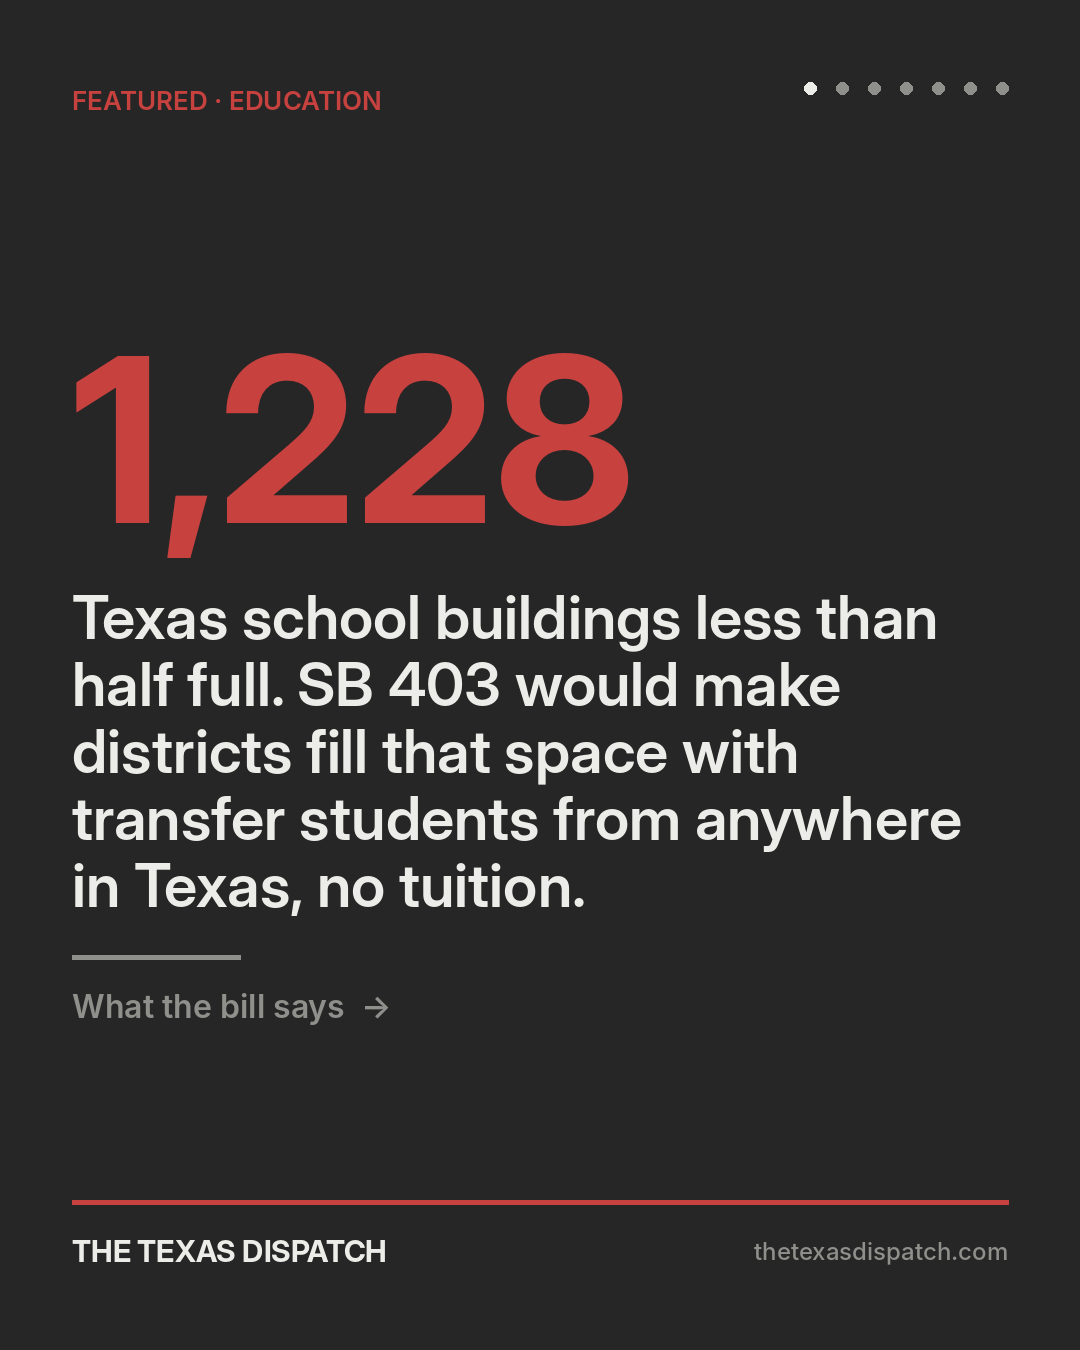 FEATURED · EDUCATION
1,228
Texas school buildings less than
half full. SB 403 would make
districts fill that space with
transfer students from anywhere
in Texas, no tuition.
What the bill says →
THE TEXAS DISPATCH
thetexasdispatch.com